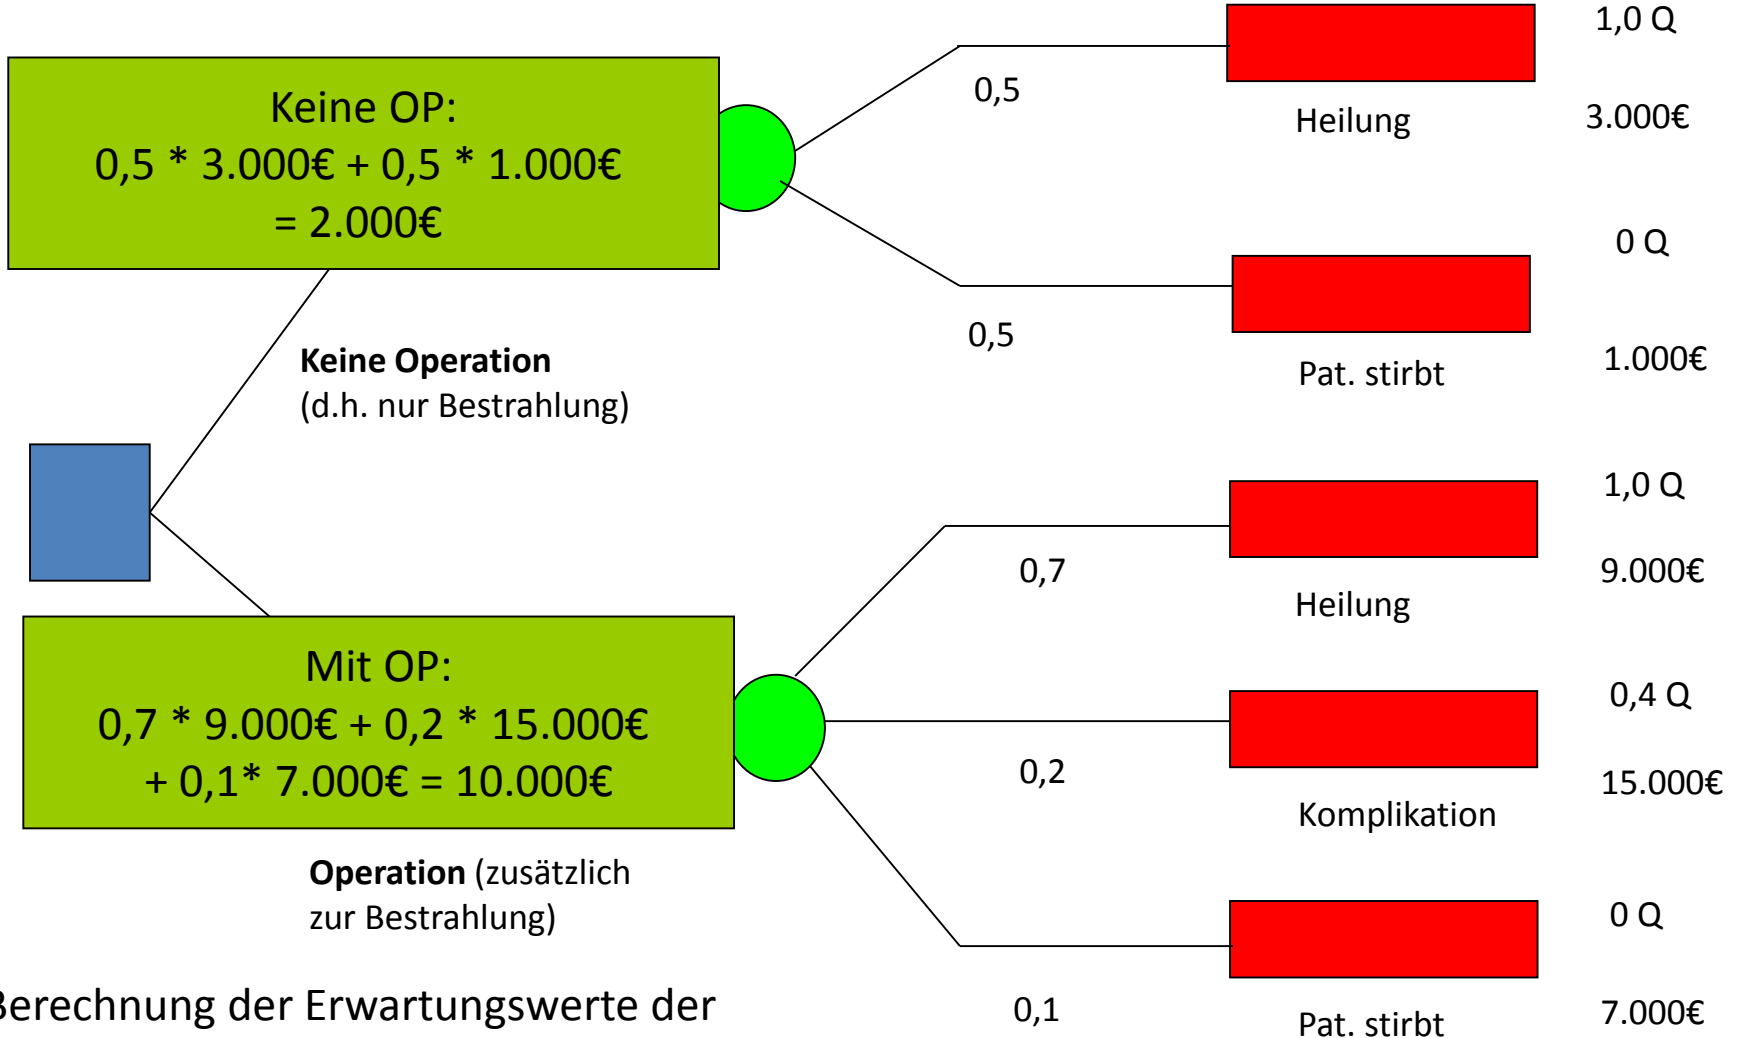 1,0 Q
0,5
Heilung
3.000€
Keine OP:
0,5 * 3.000€ + 0,5 * 1.000€
= 2.000€
0 Q
0,5
Pat. stirbt
1.000€
Keine Operation
(d.h. nur Bestrahlung)
1,0 Q
0,7
Heilung
9.000€
Mit OP:
0,7 * 9.000€ + 0,2 * 15.000€
+ 0,1* 7.000€ = 10.000€
0,4 Q
0,2
Komplikation
15.000€
Operation (zusätzlich
zur Bestrahlung)
0 Q
0,1
Pat. stirbt
7.000€
Berechnung der Erwartungswerte der